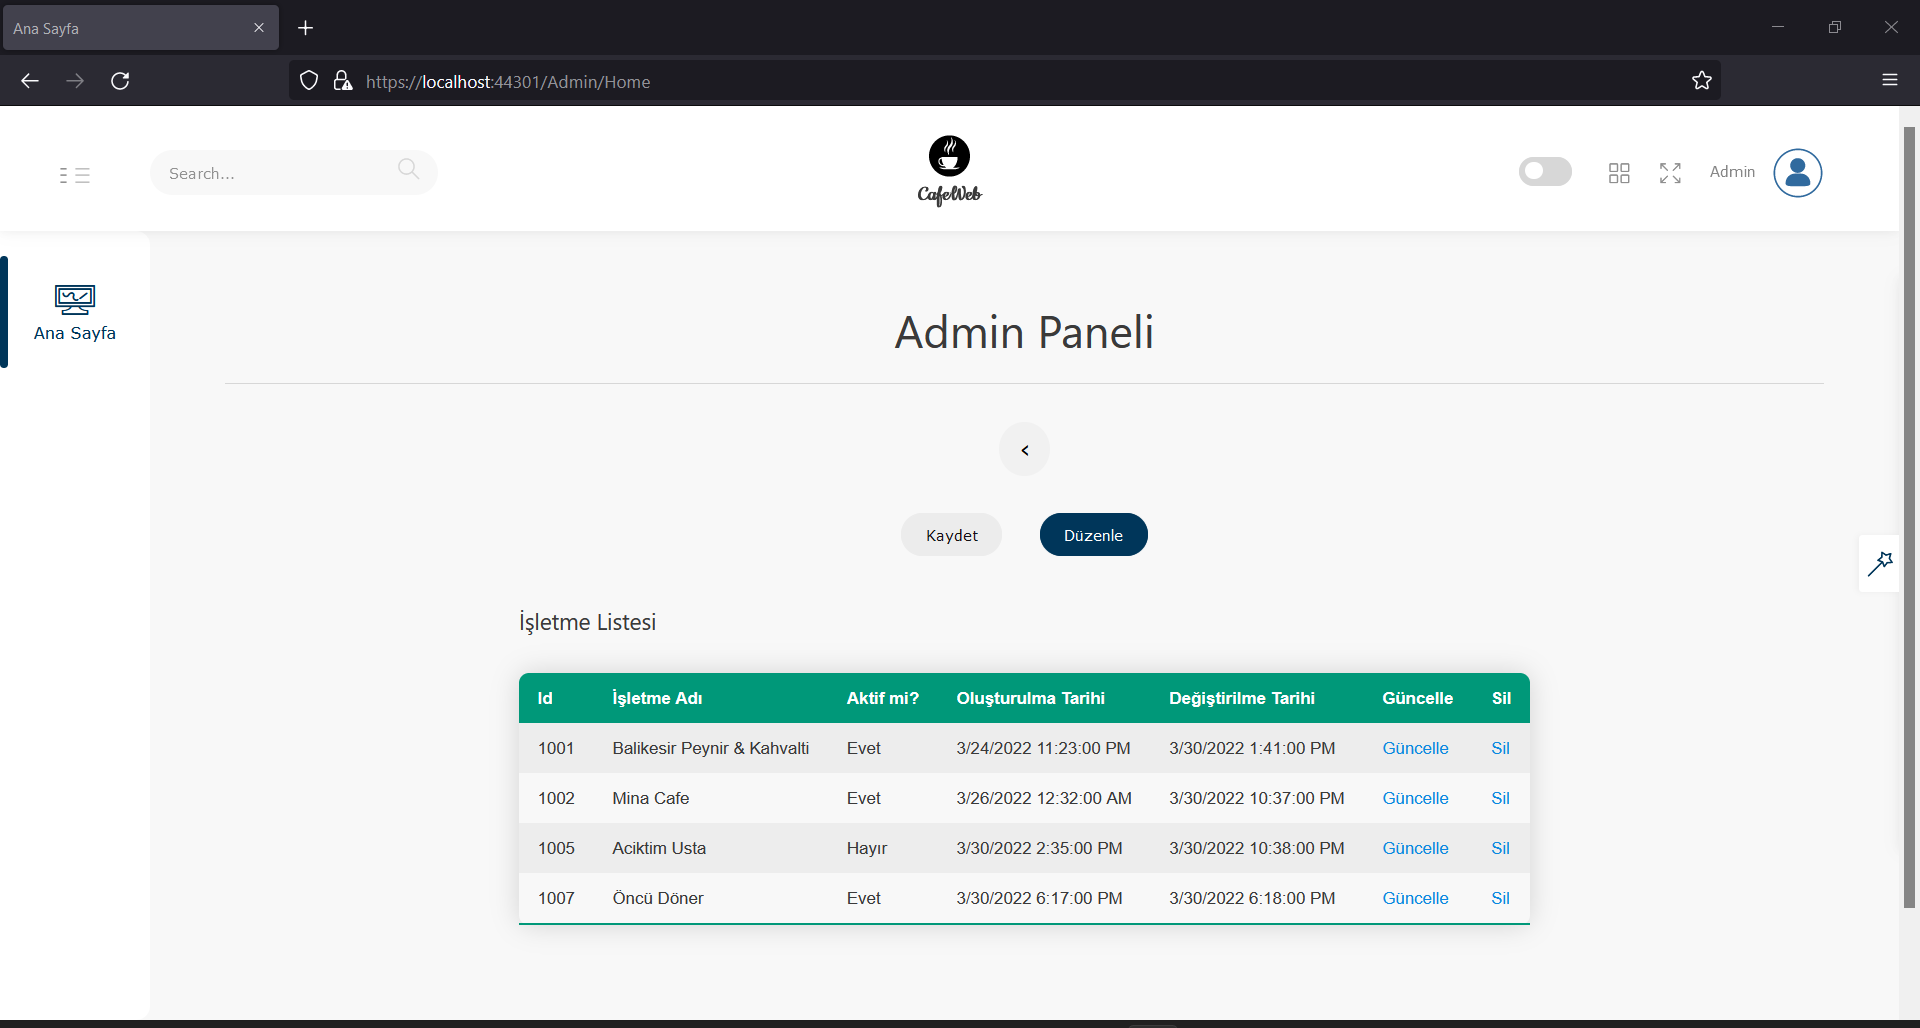 Ana Sayfa
https://localhost:44301/Admin/Home
Search...
CafeWeb
Admin
Ana Sayfa
Admin Paneli
<
Kaydet Düzenle
İşletme Listesi
Id İşletme Adı Aktif mi? Oluşturulma Tarihi Değiştirilme Tarihi Güncelle Sil
1001 Balikesir Peynir & Kahvalti Evet 3/24/2022 11:23:00 PM 3/30/2022 1:41:00 PM Güncelle Sil
1002 Mina Cafe Evet 3/26/2022 12:32:00 AM 3/30/2022 10:37:00 PM Güncelle Sil
1005 Aciktim Usta Hayır 3/30/2022 2:35:00 PM 3/30/2022 10:38:00 PM Güncelle Sil
1007 Öncü Döner Evet 3/30/2022 6:17:00 PM 3/30/2022 6:18:00 PM Güncelle Sil